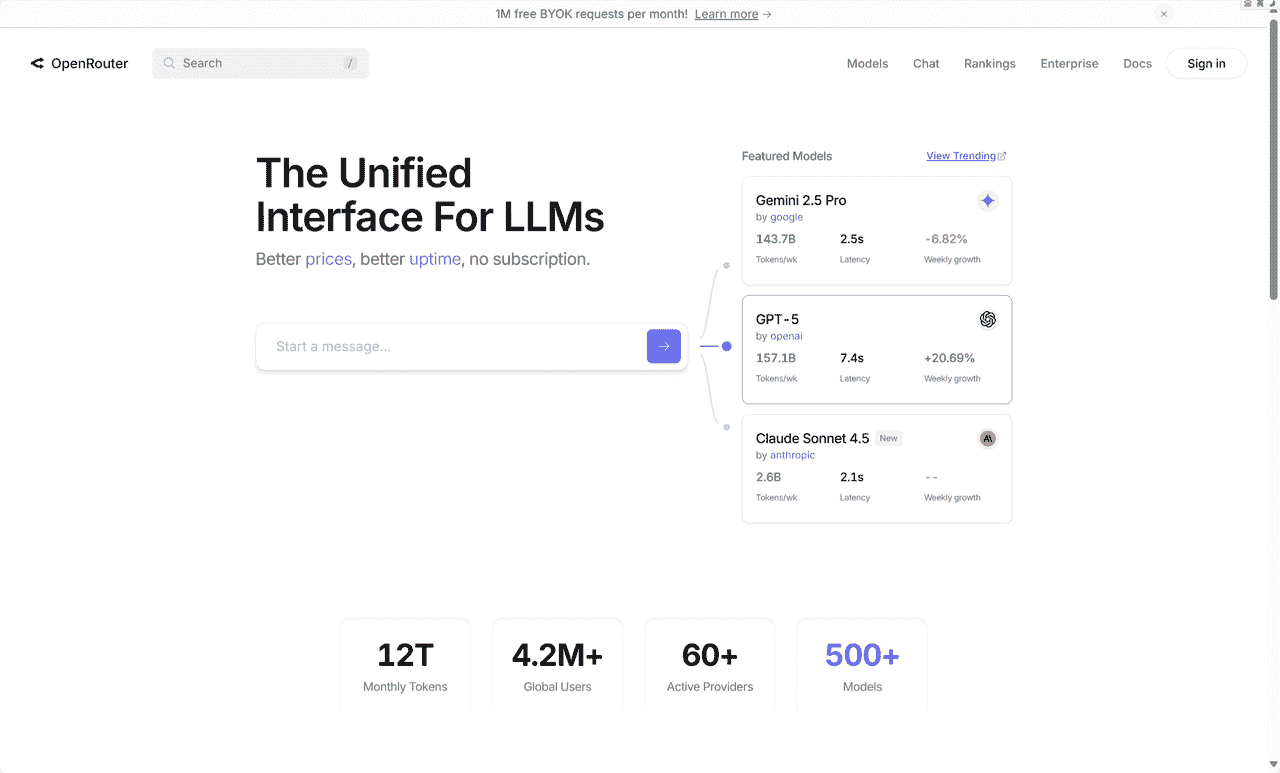 1M free BYOK requests per month! Learn more →
OpenRouter
Search /
Models Chat Rankings Enterprise Docs Sign in
The Unified
Interface For LLMs
Better prices, better uptime, no subscription.
Start a message...
Featured Models View Trending
Gemini 2.5 Pro
by google
143.7B 2.5s -6.82%
Tokens/wk Latency Weekly growth
GPT-5
by openai
157.1B 7.4s +20.69%
Tokens/wk Latency Weekly growth
Claude Sonnet 4.5 New
by anthropic
2.6B 2.1s --
Tokens/wk Latency Weekly growth
12T 4.2M+ 60+ 500+
Monthly Tokens Global Users Active Providers Models